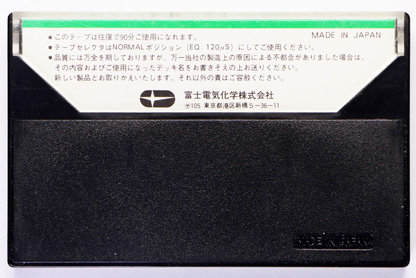 MADE IN JAPAN
● このテープは往復で90分ご使用になれます。
● テープセレクタはNORMALポジション（EQ：120μS）にしてご使用ください。
● 品質には万全を期しておりますが、万一当社の製造上の原因による不都合がありました場合は、
その内容およびご使用になったデッキ名をお書きそえの上お送りください。
新しい製品とお取りかえいたします。それ以外の責はご容赦ください。
富士電気化学株式会社
〒105 東京都港区新橋5-36-11
MADE IN JAPAN